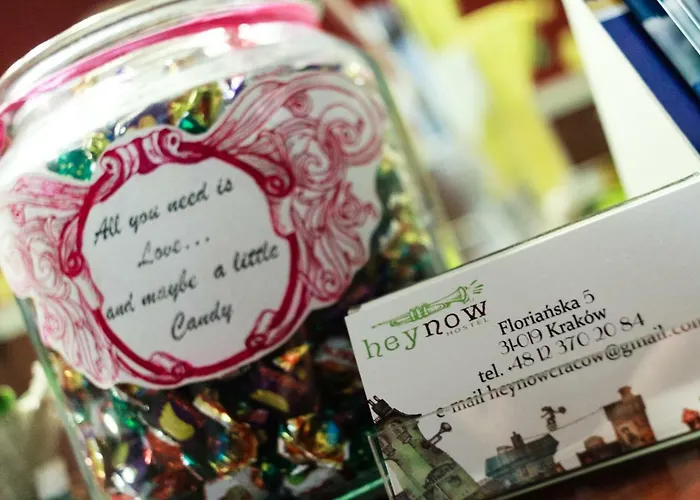 All you need is
Love...
and maybe a little
Candy
heynow
HOSTEL
Floriańska 5
31-019 Kraków
tel. +48 12 370 20 84
e-mail heynowcracow@gmail.com